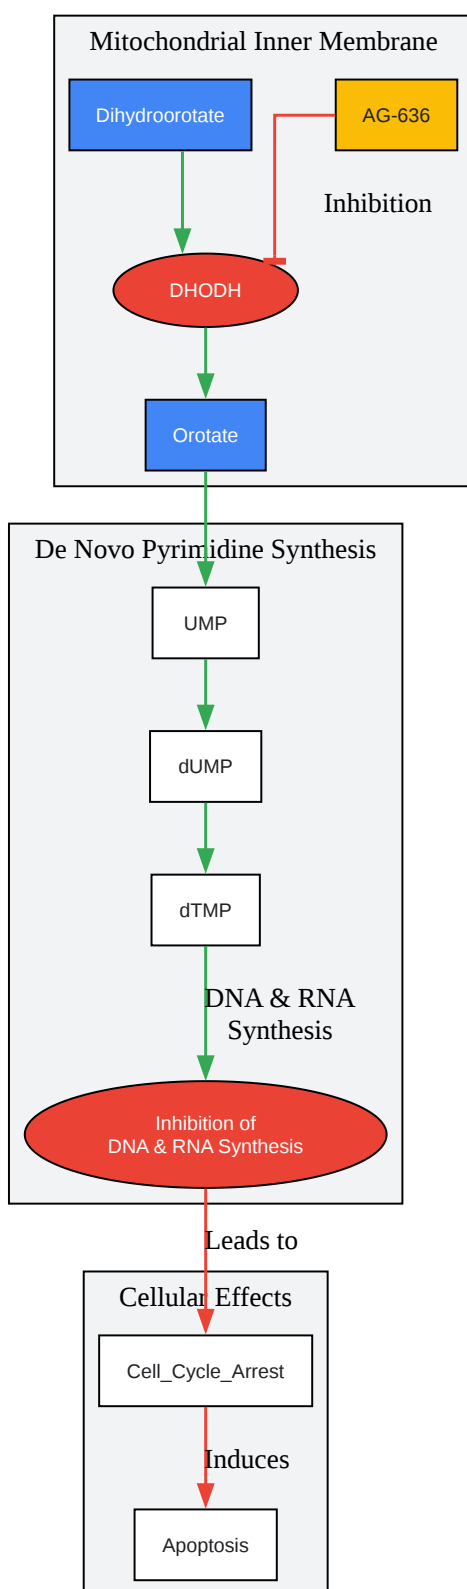 Mitochondrial Inner Membrane
Dihydroorotate
AG-636
Inhibition
DHODH
Orotate
De Novo Pyrimidine Synthesis
UMP
dUMP
dTMP
DNA & RNA
Synthesis
Inhibition of
DNA & RNA Synthesis
Leads to
Cellular Effects
Cell_Cycle_Arrest
Induces
Apoptosis